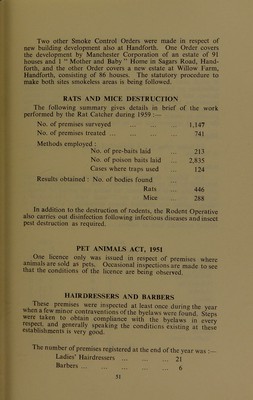 Two other Smoke Control Orders were made in respect of
new building development also at Handforth. One Order covers
the development by Manchester Corporation of an estate of 91
houses and 1 " Mother and Baby " Home in Sagars Road, Hand-
forth, and the other Order covers a new estate at Willow Farm,
Handforth, consisting of 86 houses. The statutory procedure to
make both sites smokeless areas is being followed.
RATS AND MICE DESTRUCTION
The following summary gives details in brief of the work
performed by the Rat Catcher during 1959 :—
No. of premises surveyed ... ... ... 1,147
No. of premises treated ... ... ... ... 741
Methods employed :
No. of pre-baits laid ... 213
No. of poison baits laid ... 2,835
Cases where traps used ... 124
Results obtained : No. of bodies found ...
Rats ... 446
Mice ... 288
In addition to the destruction of rodents, the Rodent Operative
also carries out disinfection following infectious diseases and insect
pest destruction as required.
PET ANIMALS ACT, 1951
One licence only was issued in respect of premises where
animals are sold as pets. Occasional inspections are made to see
that the conditions of the licence are being observed.
HAIRDRESSERS AND BARBERS
These premises were inspected at least once during the year
when a few minor contraventions of the byelaws were found. Steps
were taken to obtain compliance with the byelaws in every
respect, and generally speaking the conditions existing at these
establishments is very good.
The number of premises registered at the end of the year was :—
Ladies' Hairdressers ... ... ... 21
Barbers ... ... ... ... ... 6
51